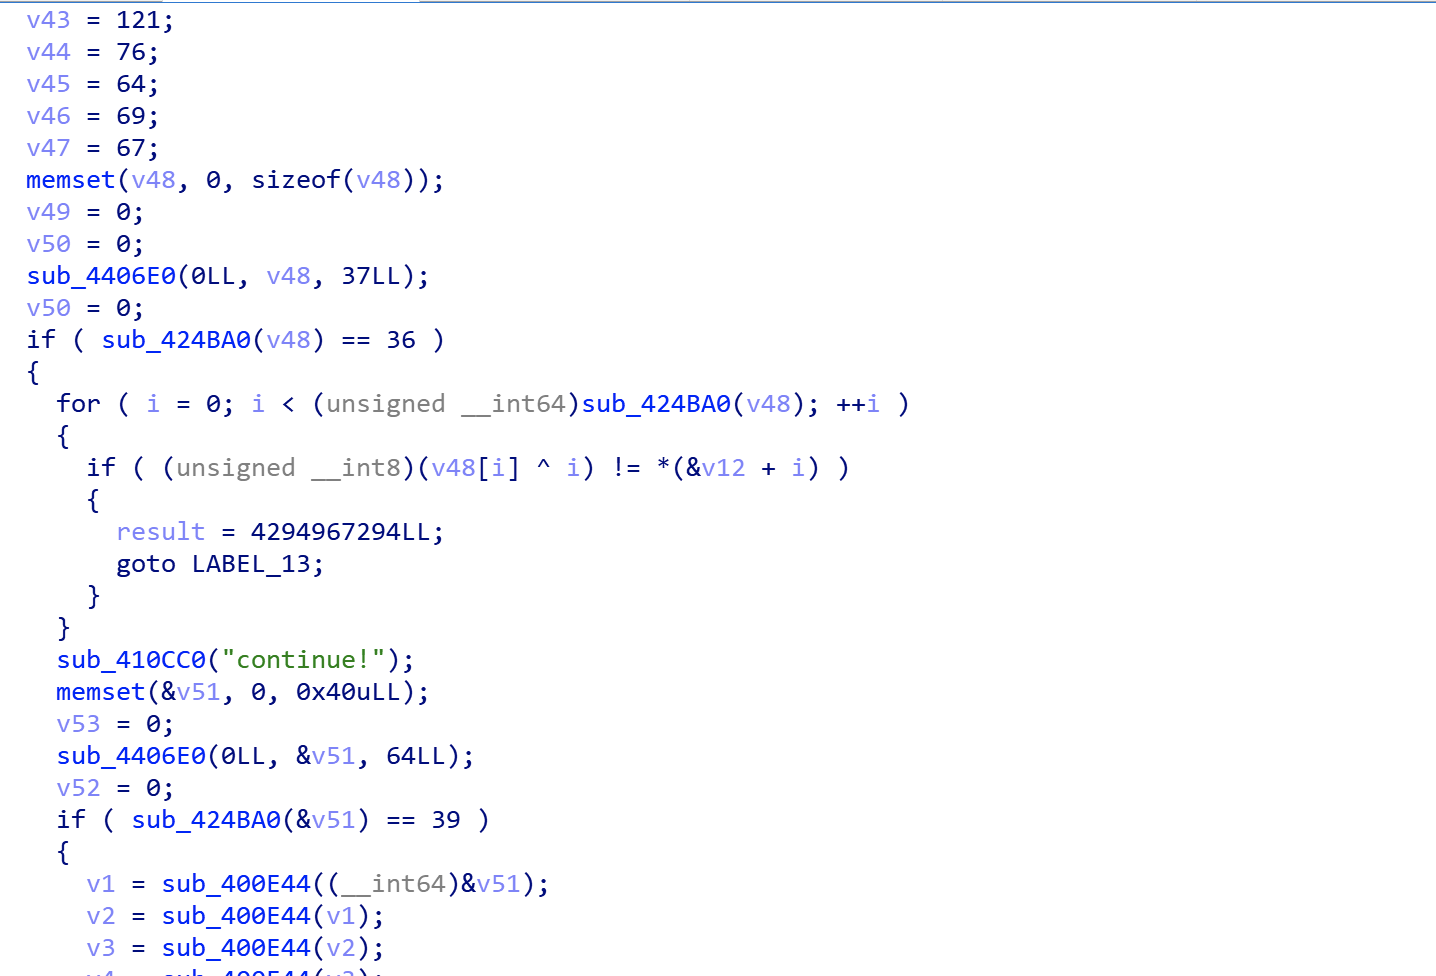 v43 = 121;
v44 = 76;
v45 = 64;
v46 = 69;
v47 = 67;
memset(v48, 0, sizeof(v48));
v49 = 0;
v50 = 0;
sub_4406E0(0LL, v48, 37LL);
v50 = 0;
if ( sub_424BA0(v48) == 36 )
{
for ( i = 0; i < (unsigned __int64)sub_424BA0(v48); ++i )
{
if ( (unsigned __int8)(v48[i] ^ i) != *(&v12 + i) )
{
result = 4294967294LL;
goto LABEL_13;
}
}
sub_410CC0("continue!");
memset(&v51, 0, 0x40uLL);
v53 = 0;
sub_4406E0(0LL, &v51, 64LL);
v52 = 0;
if ( sub_424BA0(&v51) == 39 )
{
v1 = sub_400E44((__int64)&v51);
v2 = sub_400E44(v1);
v3 = sub_400E44(v2);